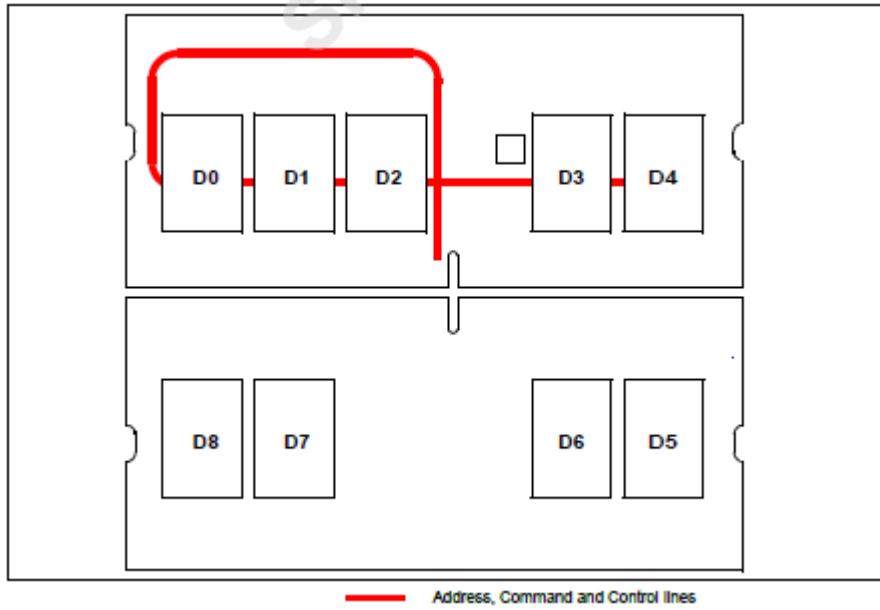 D0 D1 D2 D3 D4
D8 D7 D6 D5
Address, Command and Control lines